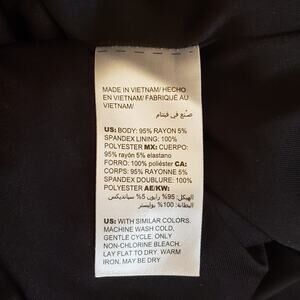 MADE IN VIETNAM/ HECHO
EN VIETNAM/ FABRIQUÉ AU
VIETNAM/
صنع في فيتنام
US: BODY: 95% RAYON 5%
SPANDEX LINING: 100%
POLYESTER MX: CUERPO:
95% rayón 5% elastano
FORRO: 100% poliéster CA:
CORPS: 95% RAYONNE 5%
SPANDEX DOUBLURE: 100%
POLYESTER AE/KW:
الهيكل: 95% رايون 5% سبانديكس
البطانة: 100% بوليستر
US: WITH SIMILAR COLORS.
MACHINE WASH COLD,
GENTLE CYCLE. ONLY
NON-CHLORINE BLEACH.
LAY FLAT TO DRY. WARM
IRON. MAY BE DRY